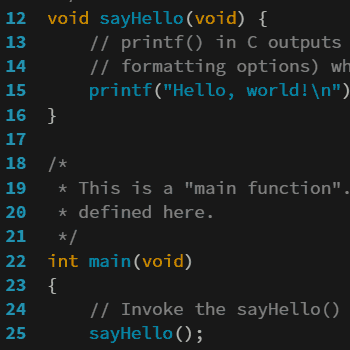 12 void sayHello(void) {
13     // printf() in C outputs
14     // formatting options) wh
15     printf("Hello, world!\n")
16 }
17
18 /*
19  * This is a "main function".
20  * defined here.
21  */
22 int main(void)
23 {
24     // Invoke the sayHello()
25     sayHello();